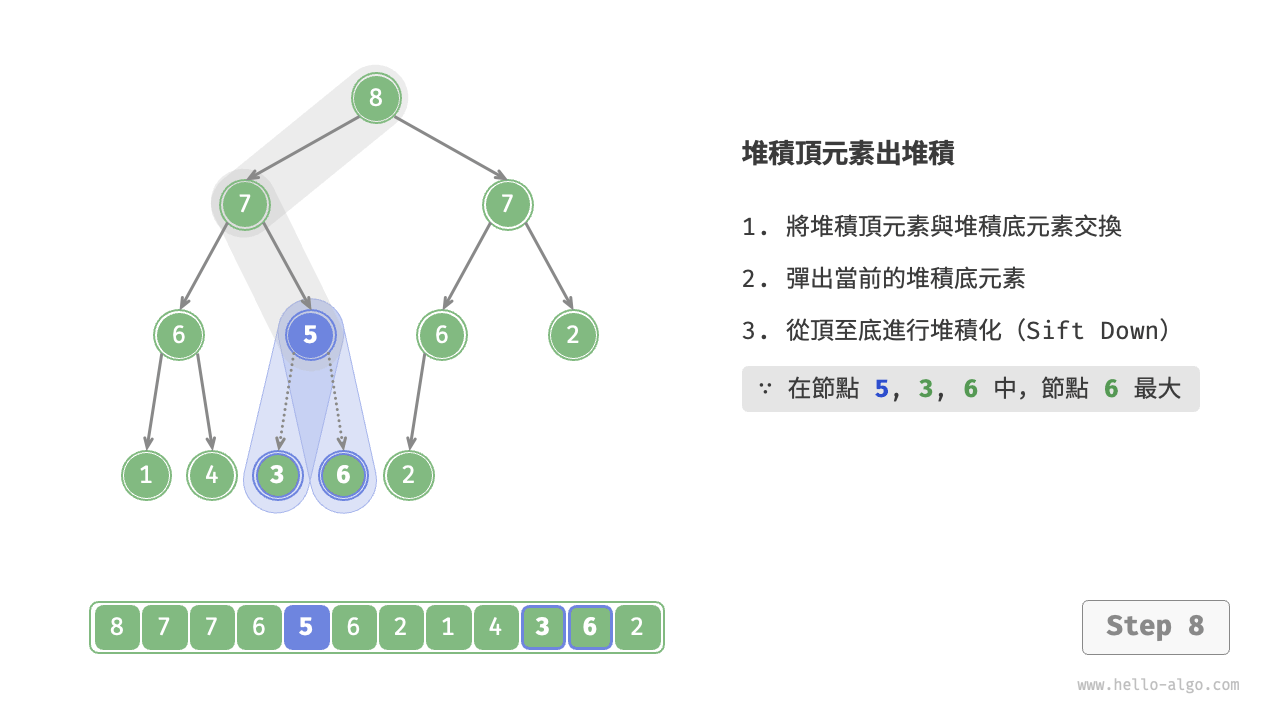 8
堆積頂元素出堆積
7 7
1. 將堆積頂元素與堆積底元素交換
2. 彈出當前的堆積底元素
6 5 6 2
3. 從頂至底進行堆積化（Sift Down）
∵ 在節點 5, 3, 6 中，節點 6 最大
1 4 3 6 2
8 7 7 6 5 6 2 1 4 3 6 2
Step 8
www.hello-algo.com